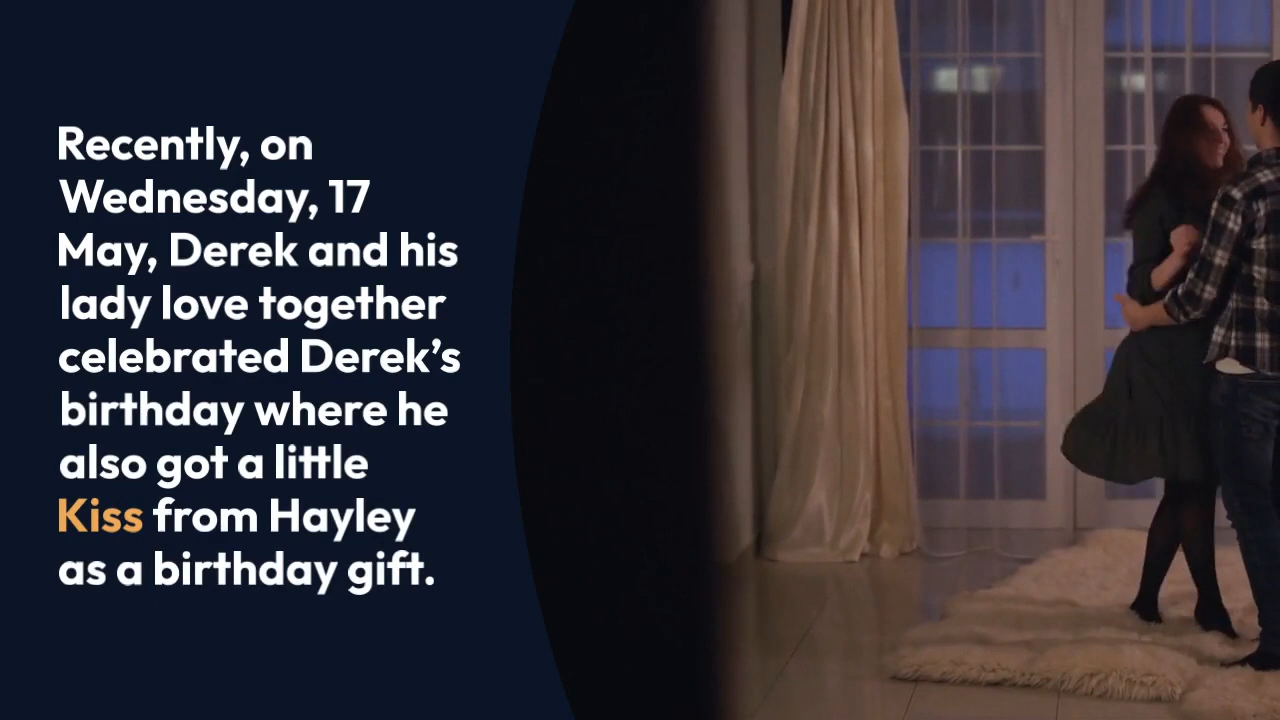 Recently, on
Wednesday, 17
May, Derek and his
lady love together
celebrated Derek’s
birthday where he
also got a little
Kiss from Hayley
as a birthday gift.